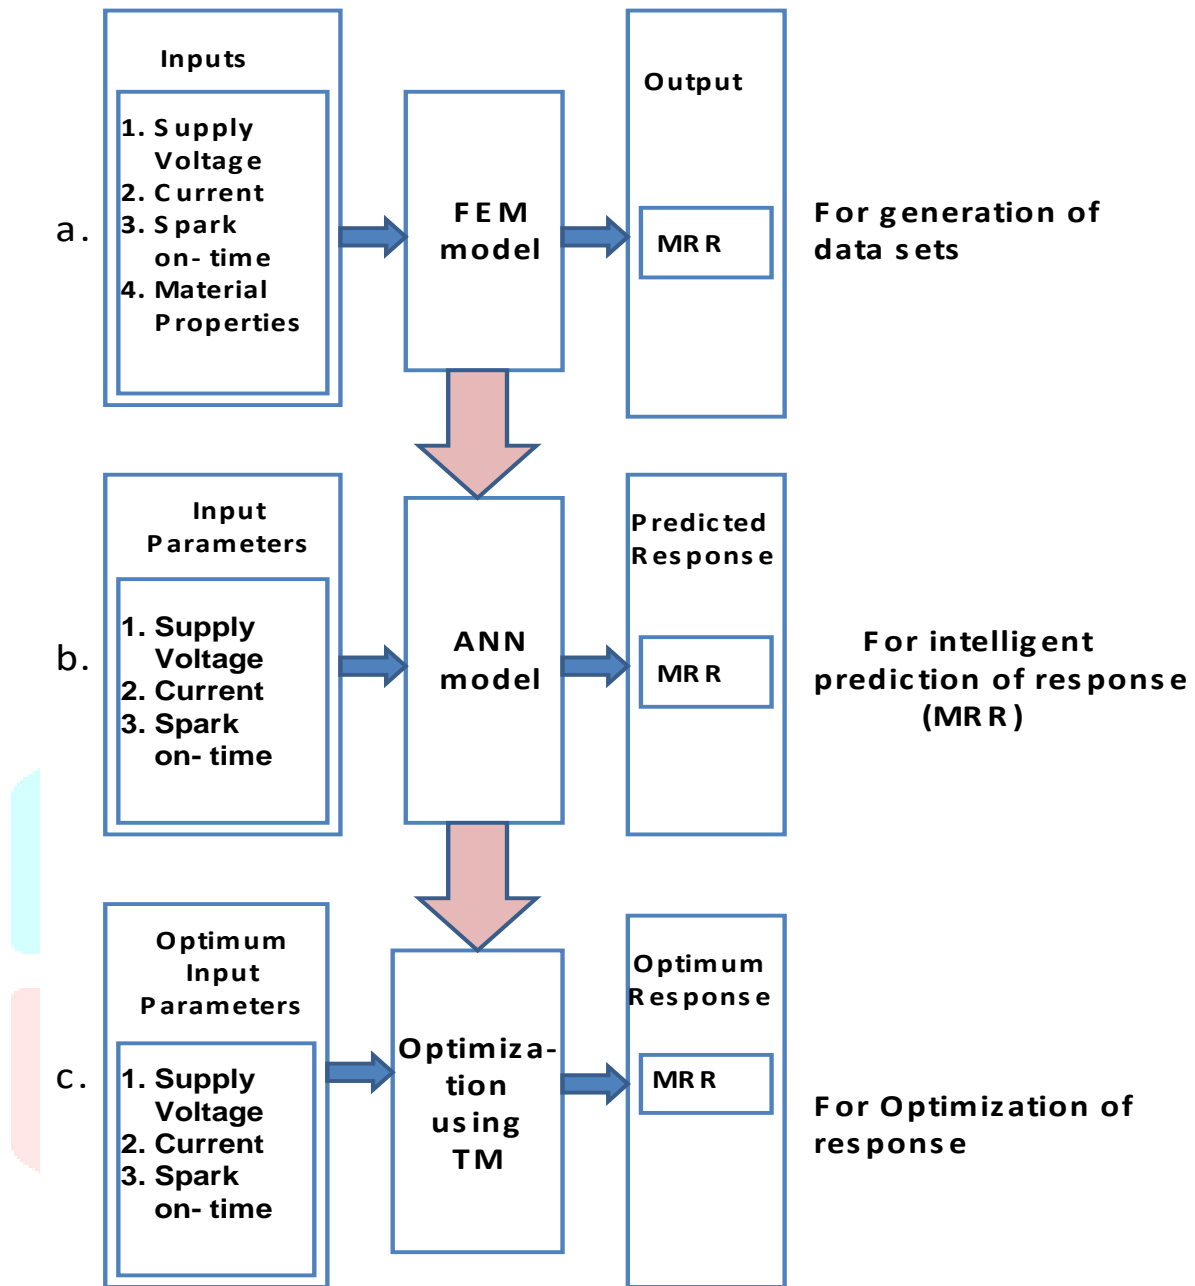 a.
Inputs
1. Supply
Voltage
2. Current
3. Spark
on- time
4. Material
Properties
FEM
model
Output
MRR
For generation of
data sets
b.
Input
Parameters
1. Supply
Voltage
2. Current
3. Spark
on- time
ANN
model
Predicted
Response
MRR
For intelligent
prediction of response
(MRR)
c.
Optimum
Input
Parameters
1. Supply
Voltage
2. Current
3. Spark
on- time
Optimiza-
tion
using
TM
Optimum
Response
MRR
For Optimization of
response